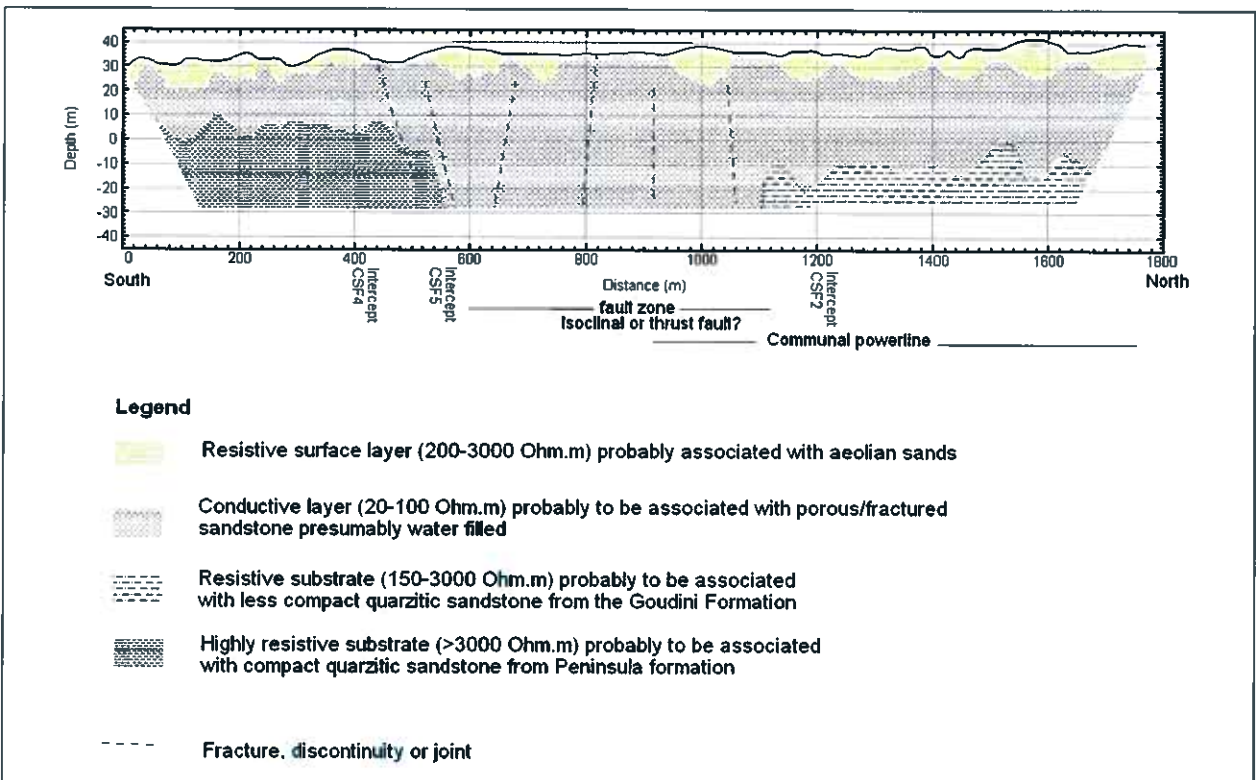 40
30
20
10
0
-10
-20
-30
-40
Depth (m)
0 200 400 600 800 1000 1200 1400 1600 1800
South
Distance (m)
North
Intercept
CSF4
Intercept
CSF5
Intercept
CSF2
fault zone
Isoclinal or thrust fault?
Communal powerline
Legend
Resistive surface layer (200-3000 Ohm.m) probably associated with aeolian sands
Conductive layer (20-100 Ohm.m) probably to be associated with porous/fractured
sandstone presumably water filled
Resistive substrate (150-3000 Ohm.m) probably to be associated
with less compact quarzitic sandstone from the Goudini Formation
Highly resistive substrate (>3000 Ohm.m) probably to be associated
with compact quarzitic sandstone from Peninsula formation
Fracture, discontinuity or joint